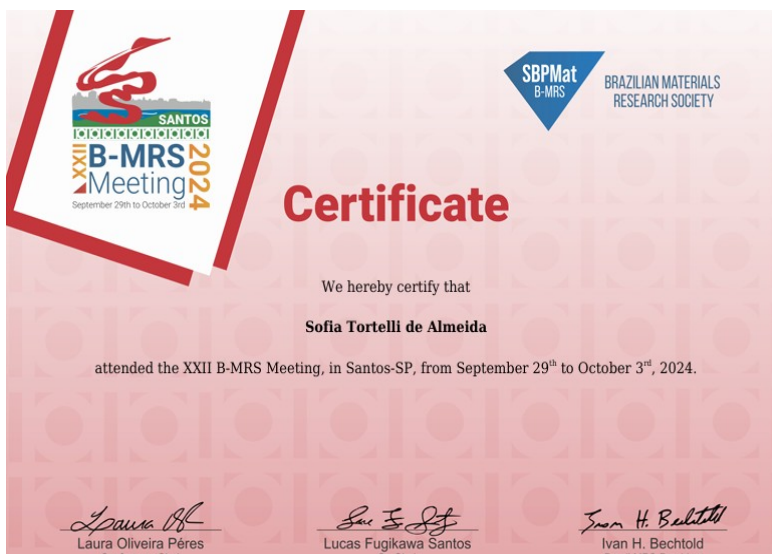 SANTOS
XXII
B-MRS
Meeting
2024
September 29th to October 3rd
SBPMat
B-MRS
BRAZILIAN MATERIALS
RESEARCH SOCIETY
Certificate
We hereby certify that
Sofia Tortelli de Almeida
attended the XXII B-MRS Meeting, in Santos-SP, from September 29th to October 3rd, 2024.
Laura Oliveira Péres
Lucas Fugikawa Santos
Ivan H. Bechtold